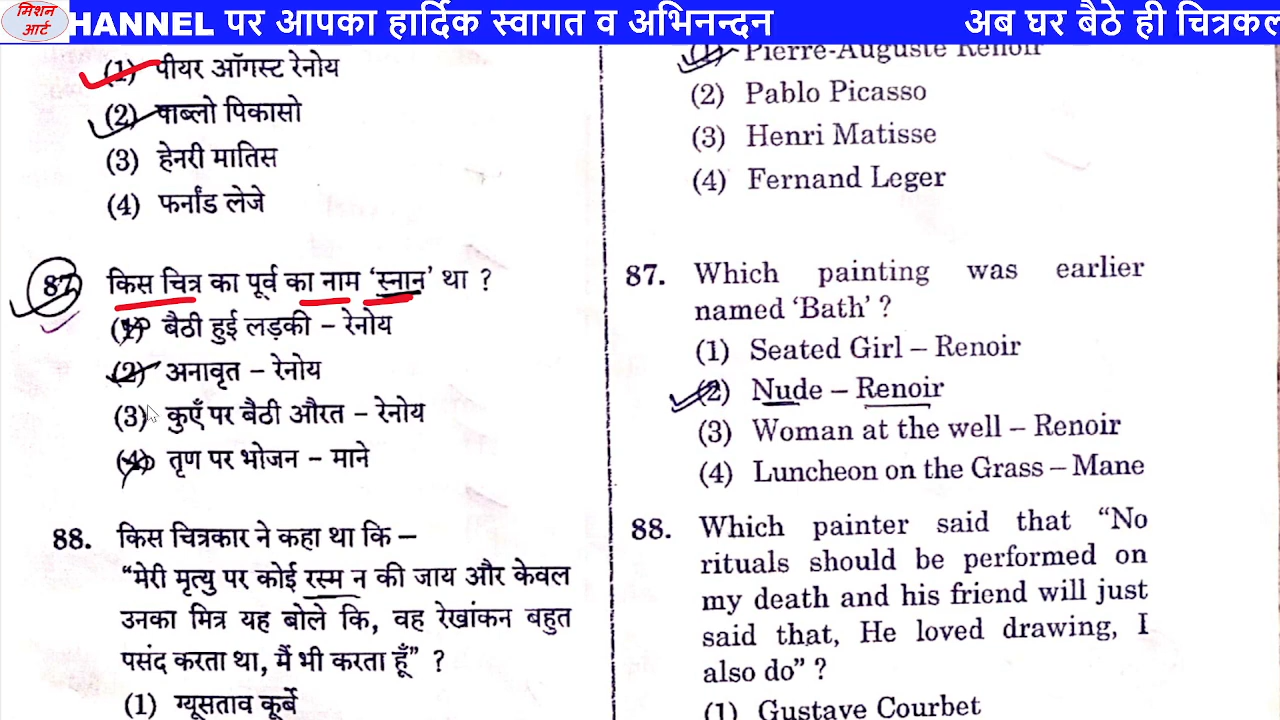 मिशन
आर्ट
HANNEL पर आपका हार्दिक स्वागत व अभिनन्दन
अब घर बैठे ही चित्रकल
(1) पीयर ऑगस्ट रेनोय
(2) पाब्लो पिकासो
(3) हेनरी मातिस
(4) फर्नांड लेजे
87. किस चित्र का पूर्व का नाम ‘स्नान’ था ?
(1) बैठी हुई लड़की – रेनोय
(2) अनावृत – रेनोय
(3) कुएँ पर बैठी औरत – रेनोय
(4) तृण पर भोजन – माने
88. किस चित्रकार ने कहा था कि –
“मेरी मृत्यु पर कोई रस्म न की जाय और केवल
उनका मित्र यह बोले कि, वह रेखांकन बहुत
पसंद करता था, मैं भी करता हूँ” ?
(1) ग्यूसताव कूर्बे
(1) Pierre-Auguste Renoir
(2) Pablo Picasso
(3) Henri Matisse
(4) Fernand Leger
87. Which painting was earlier
named ‘Bath’ ?
(1) Seated Girl – Renoir
(2) Nude – Renoir
(3) Woman at the well – Renoir
(4) Luncheon on the Grass – Mane
88. Which painter said that “No
rituals should be performed on
my death and his friend will just
said that, He loved drawing, I
also do” ?
(1) Gustave Courbet